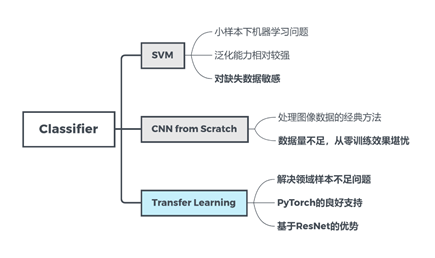 Classifier
SVM
小样本下机器学习问题
泛化能力相对较强
对缺失数据敏感
CNN from Scratch
处理图像数据的经典方法
数据量不足，从零训练效果堪忧
Transfer Learning
解决领域样本不足问题
PyTorch的良好支持
基于ResNet的优势